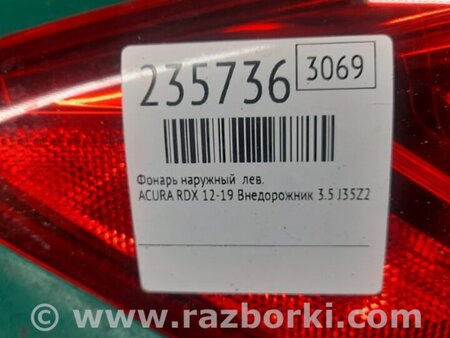 235736 3069
Фонарь наружный лев.
ACURA RDX 12-19 Внедорожник 3.5 J35Z2
© www.razborki.com